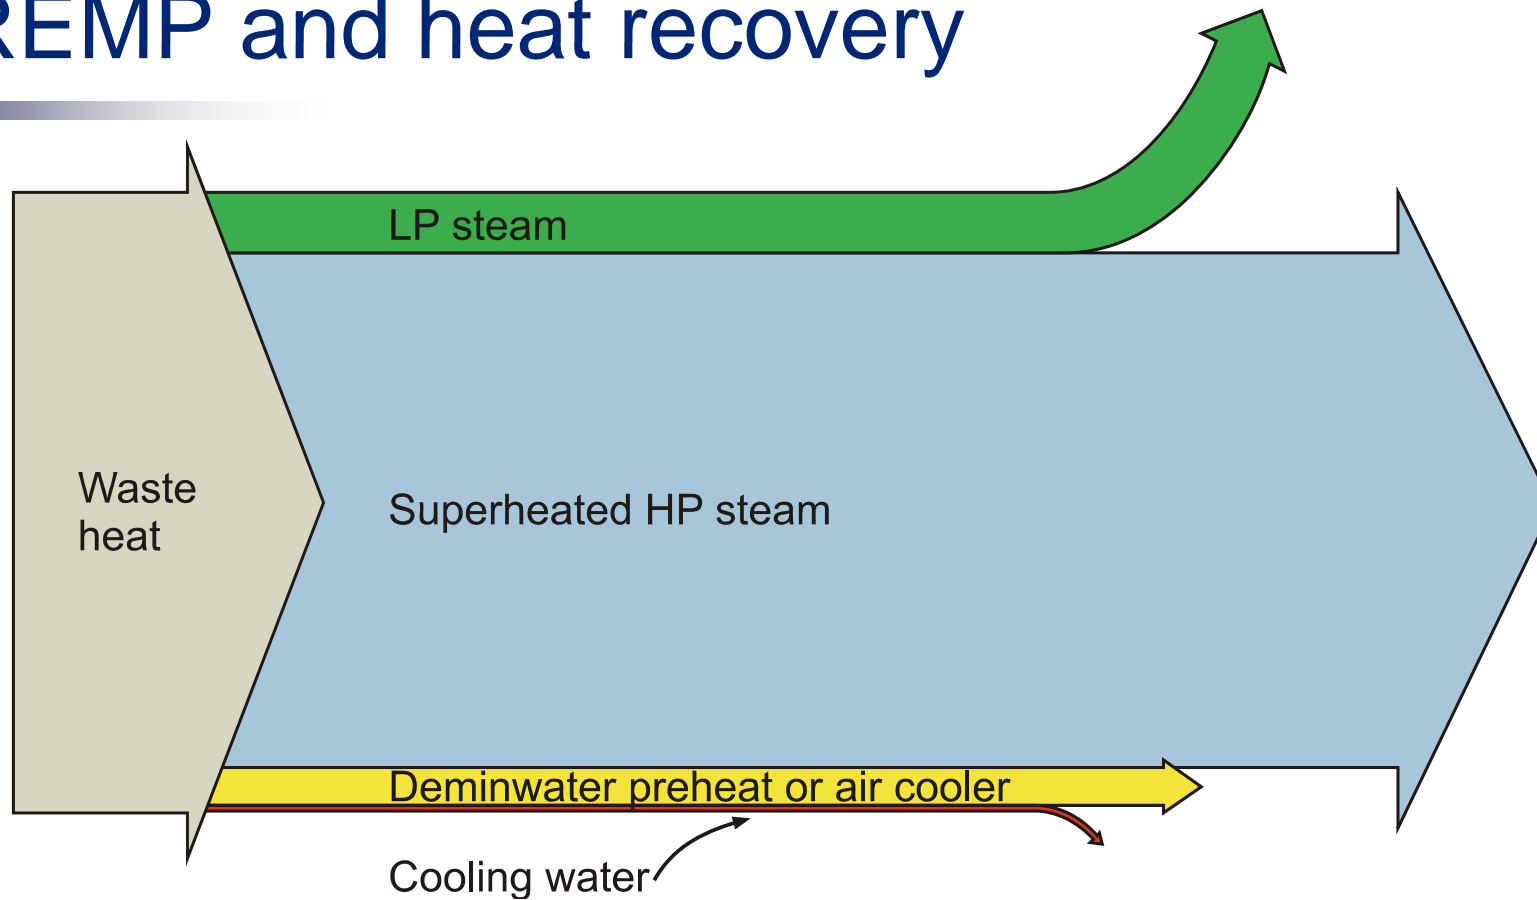 REMP and heat recovery
LP steam
Waste
heat
Superheated HP steam
Deminwater preheat or air cooler
Cooling water